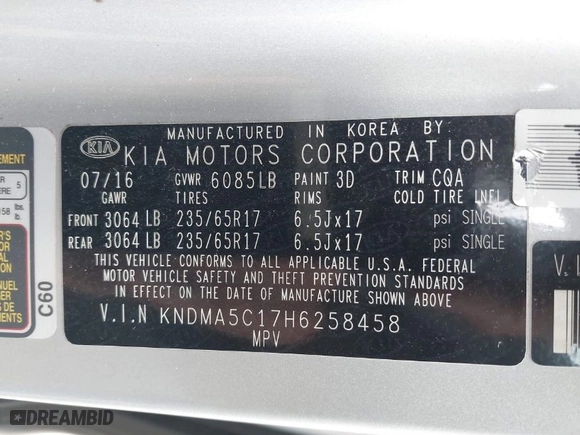 MANUFACTURED IN KOREA BY
KIA KIA MOTORS CORPORATION
07/16 GVWR 6085LB PAINT 3D TRIM CQA
GAWR TIRES RIMS COLD TIRE INFL.
FRONT 3064 LB 235/65R17 6.5Jx17 psi SINGLE
REAR 3064 LB 235/65R17 6.5Jx17 psi SINGLE
THIS VEHICLE CONFORMS TO ALL APPLICABLE U.S.A. FEDERAL
MOTOR VEHICLE SAFETY AND THEFT PREVENTION STANDARDS
IN EFFECT ON THE DATE OF MANUFACTURE SHOWN ABOVE
V.I.N KNDMA5C17H6258458
MPV
C60
V.I
DREAMBID